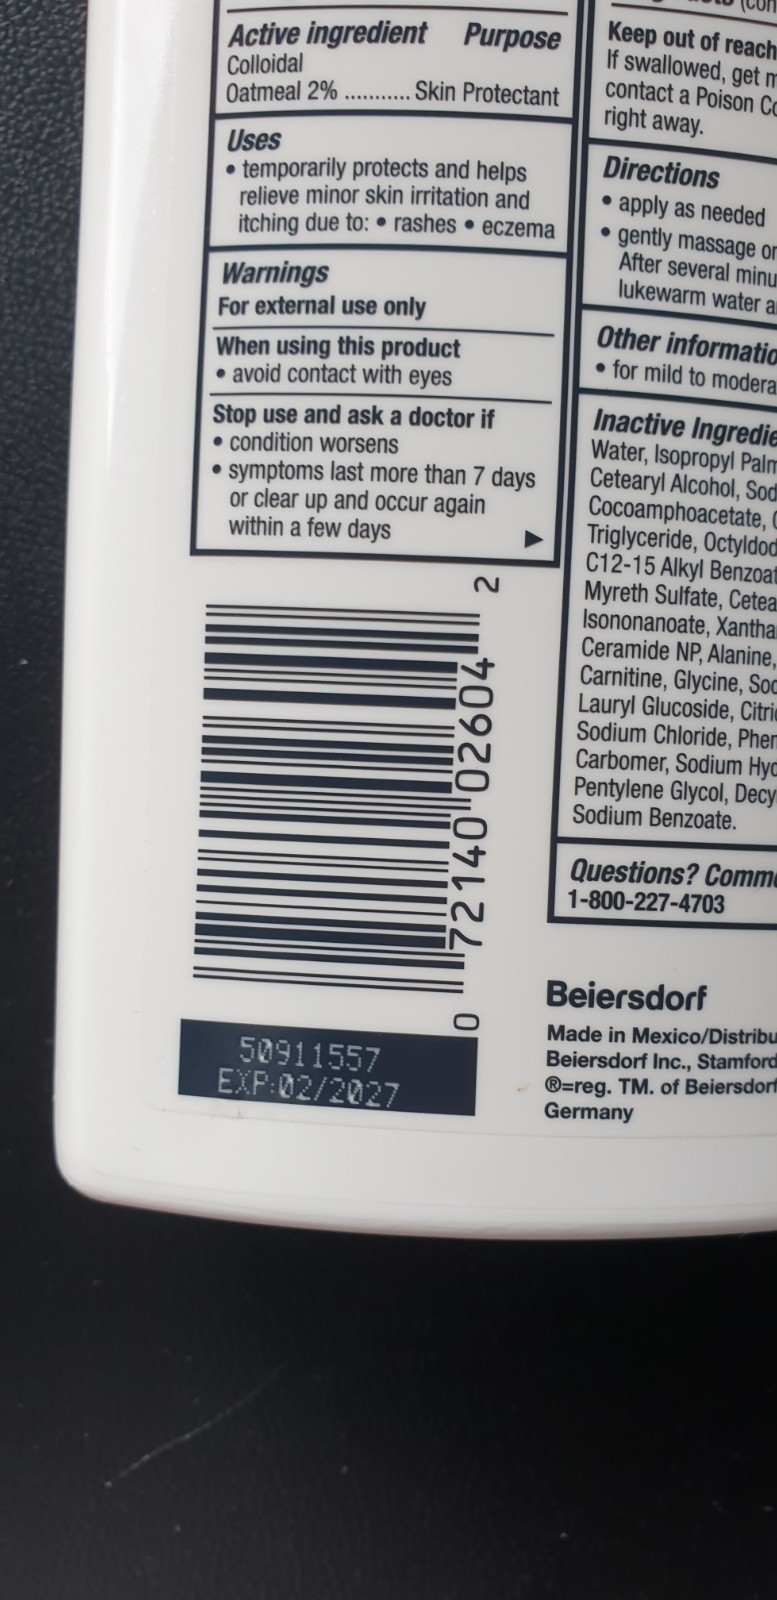 Active ingredient Purpose
Colloidal
Oatmeal 2% ........... Skin Protectant
Uses
• temporarily protects and helps
relieve minor skin irritation and
itching due to: • rashes • eczema
Warnings
For external use only
When using this product
• avoid contact with eyes
Stop use and ask a doctor if
• condition worsens
• symptoms last more than 7 days
or clear up and occur again
within a few days
0 72140 02604 2
50911557
EXP:02/2027
Keep out of reach
If swallowed, get
contact a Poison
right away.
Directions
• apply as needed
• gently massage
After several
lukewarm water
Other
• for mild to
Inactive
Water, Isopropyl
Cetearyl Alcohol,
Cocoamphoacetate,
Triglyceride,
C12-15 Alkyl
Myreth Sulfate,
Isononanoate,
Ceramide NP, Alanine,
Carnitine, Glycine,
Lauryl Glucoside,
Sodium Chloride,
Carbomer, Sodium
Pentylene Glycol,
Sodium Benzoate.
Questions?
1-800-227-4703
Beiersdorf
Made in Mexico/
Beiersdorf Inc., Stamford
®=reg. TM. of Beiersdorf
Germany